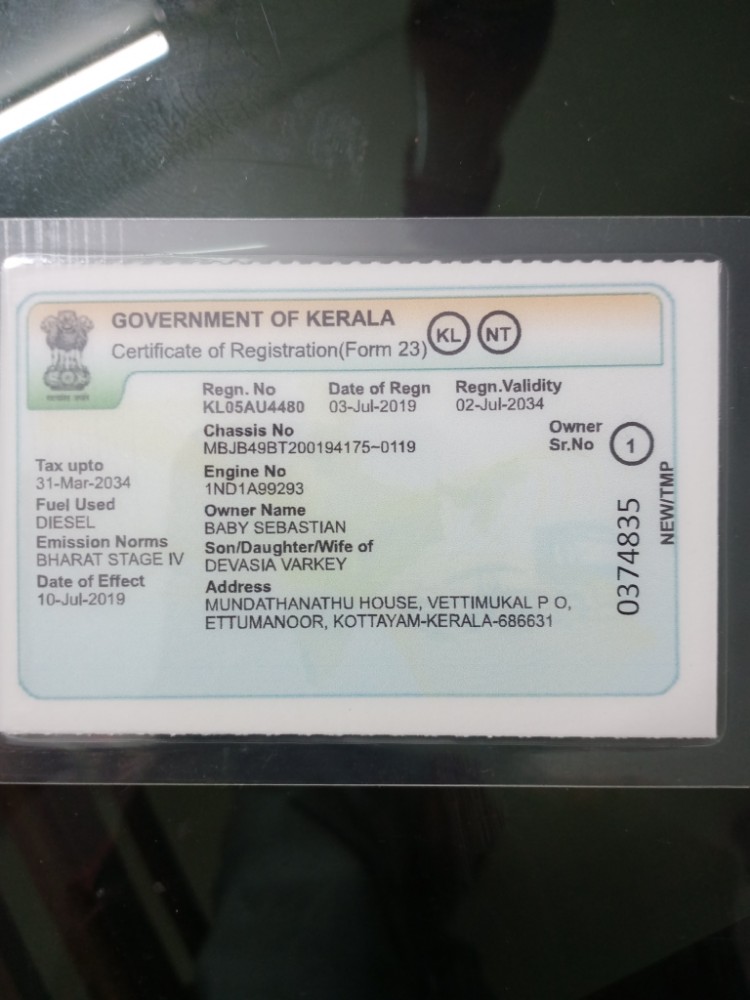 GOVERNMENT OF KERALA
Certificate of Registration(Form 23)
KL
NT
Regn. No
Date of Regn
Regn.Validity
KL05AU4480
03-Jul-2019
02-Jul-2034
Chassis No
MBJB49BT200194175~0119
Owner
Sr.No
1
Tax upto
31-Mar-2034
Engine No
1ND1A99293
Fuel Used
DIESEL
Owner Name
BABY SEBASTIAN
Emission Norms
BHARAT STAGE IV
Son/Daughter/Wife of
DEVASIA VARKEY
Date of Effect
10-Jul-2019
Address
MUNDATHANATHU HOUSE, VETTIMUKAL P O,
ETTUMANOOR, KOTTAYAM-KERALA-686631
0374835
NEW/TMP